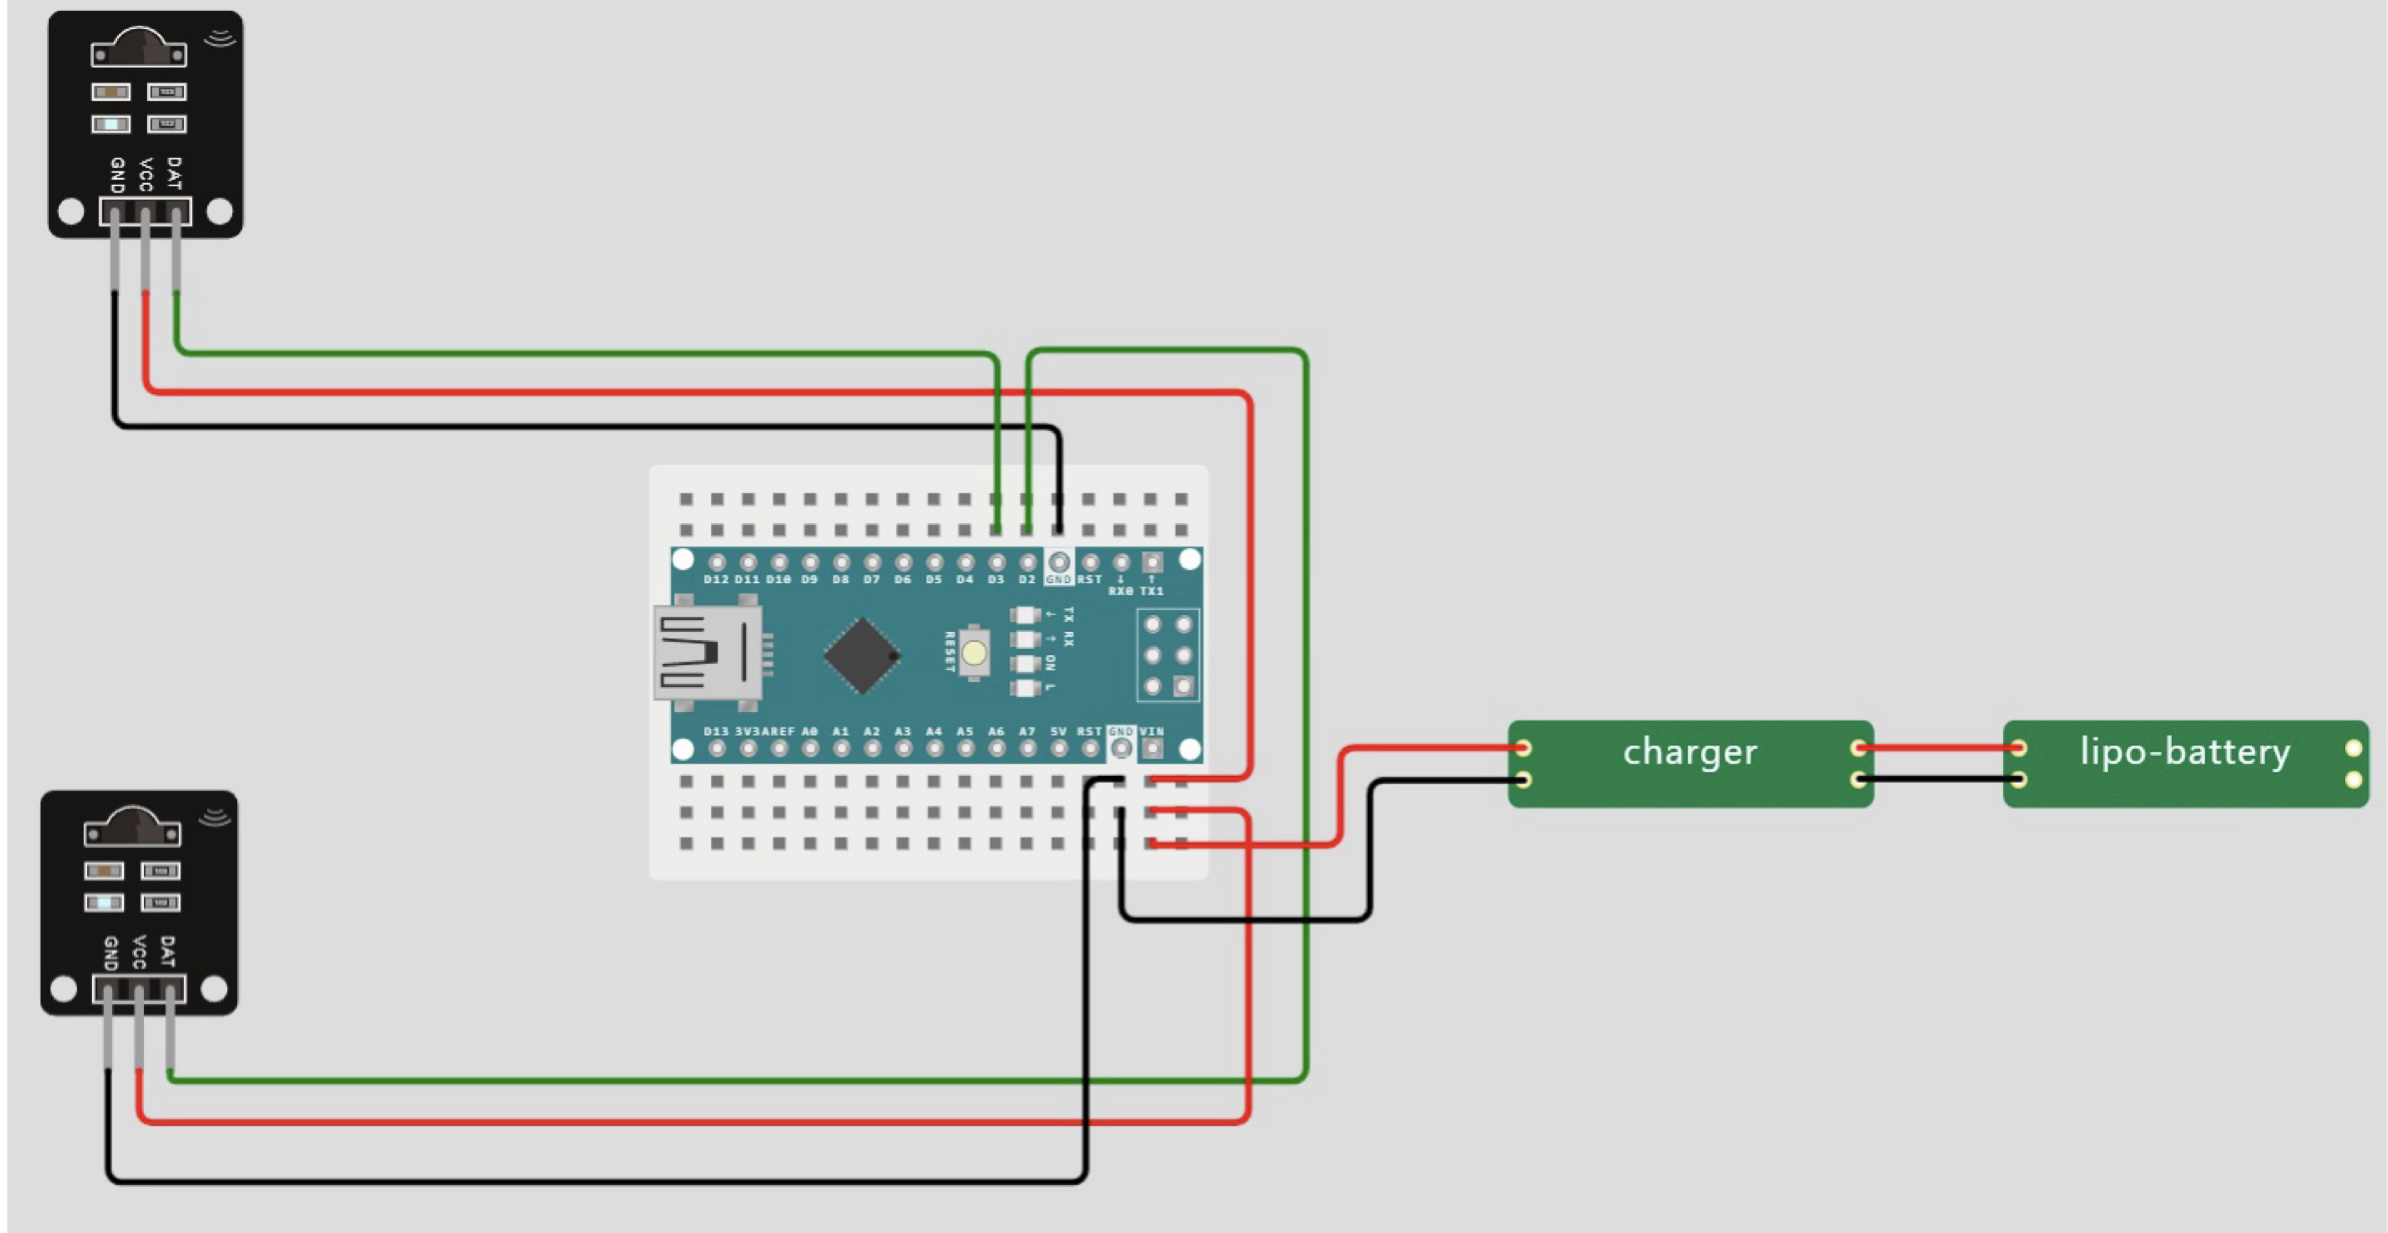 GND VCC DAT
D12 D11 D10 D9 D8 D7 D6 D5 D4 D3 D2 GND RST ↓ ↑
RX0 TX1
RESET
← TX
→ RX
ON
L
D13 3V3 AREF A0 A1 A2 A3 A4 A5 A6 A7 5V RST GND VIN
charger
lipo-battery
GND VCC DAT